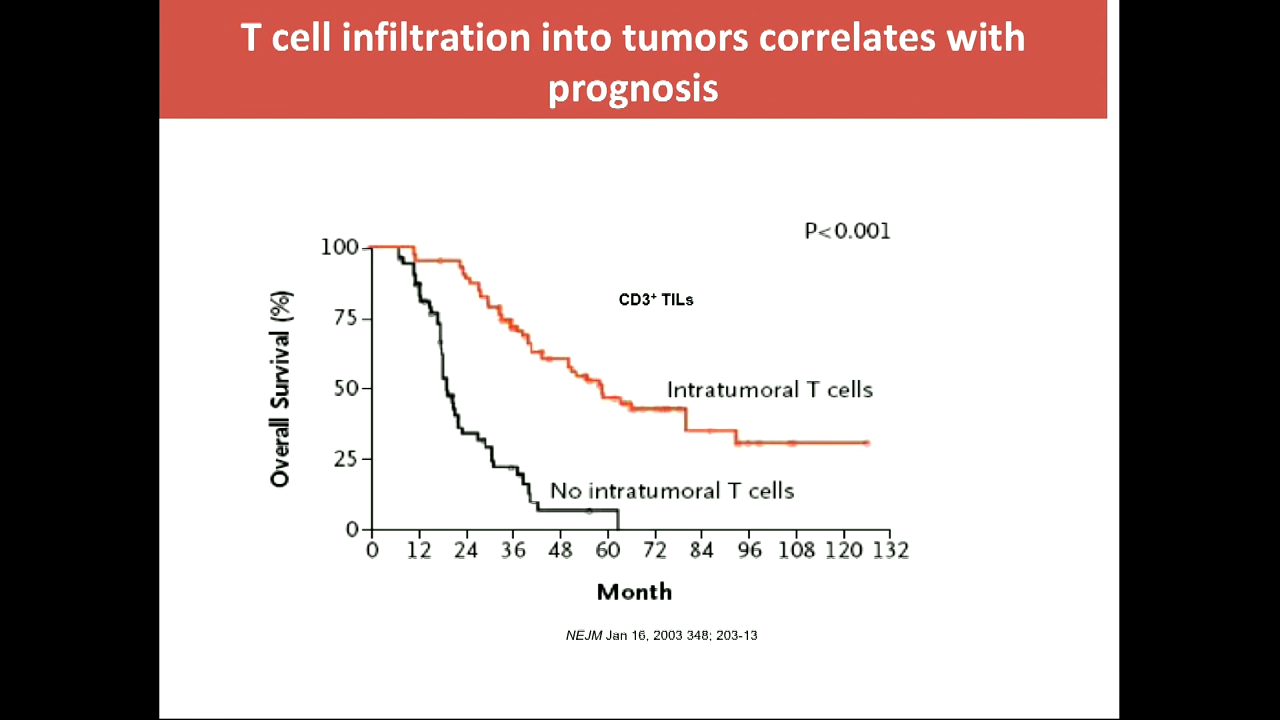 T cell infiltration into tumors correlates with
prognosis
P<0.001
100
75
50
25
0
Overall Survival (%)
CD3+ TILs
Intratumoral T cells
No intratumoral T cells
0 12 24 36 48 60 72 84 96 108 120 132
Month
NEJM Jan 16, 2003 348; 203-13